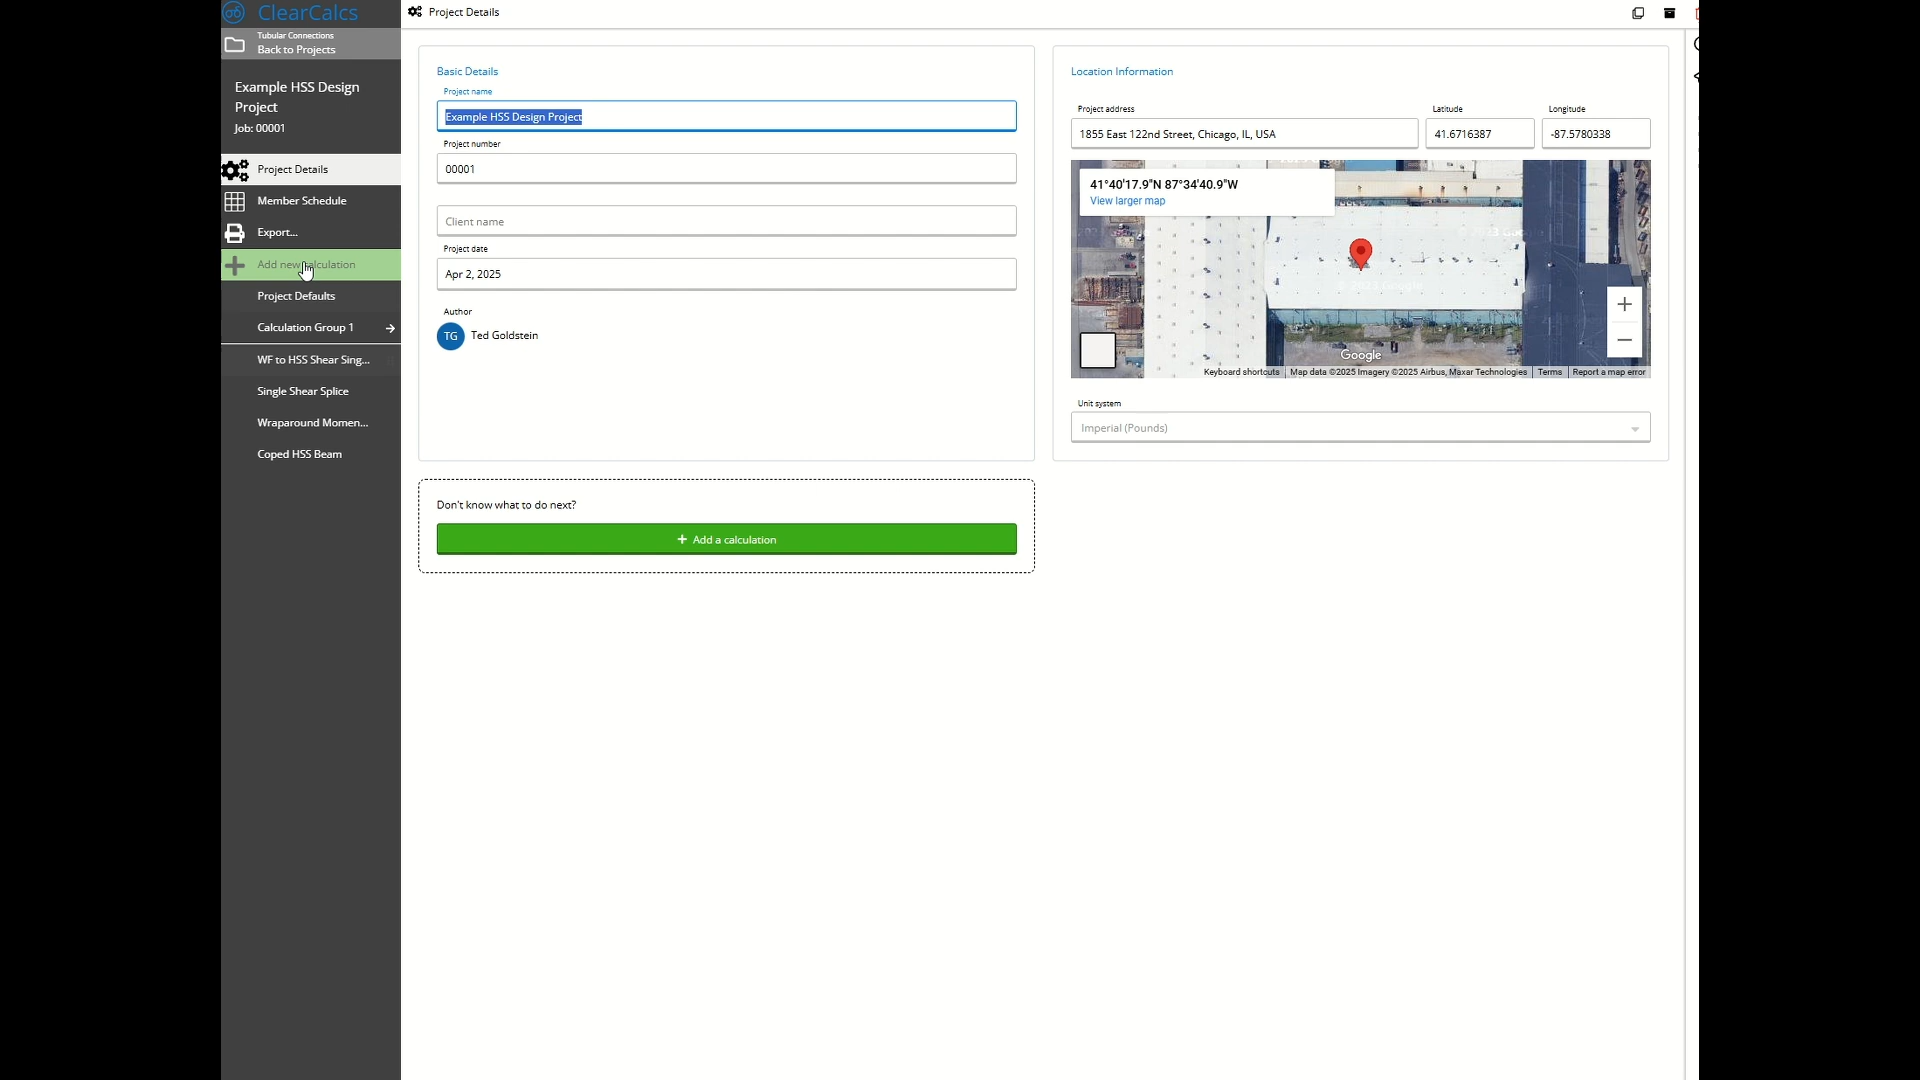 ClearCalcs
Tubular Connections
Back to Projects
Example HSS Design
Project
Job: 00001
Project Details
Member Schedule
Export...
Add new calculation
Project Defaults
Calculation Group 1
WF to HSS Shear Sing...
Single Shear Splice
Wraparound Momen...
Coped HSS Beam
Project Details
Basic Details
Project name
Example HSS Design Project
Project number
00001
Client name
Project date
Apr 2, 2025
Author
TG Ted Goldstein
Don't know what to do next?
Add a calculation
Location Information
Project address
1855 East 122nd Street, Chicago, IL, USA
Latitude
41.6716387
Longitude
-87.5780338
41°40'17.9"N 87°34'40.9"W
View larger map
Google
Keyboard shortcuts
Map data ©2025 Imagery ©2025 Airbus, Maxar Technologies
Terms
Report a map error
Unit system
Imperial (Pounds)